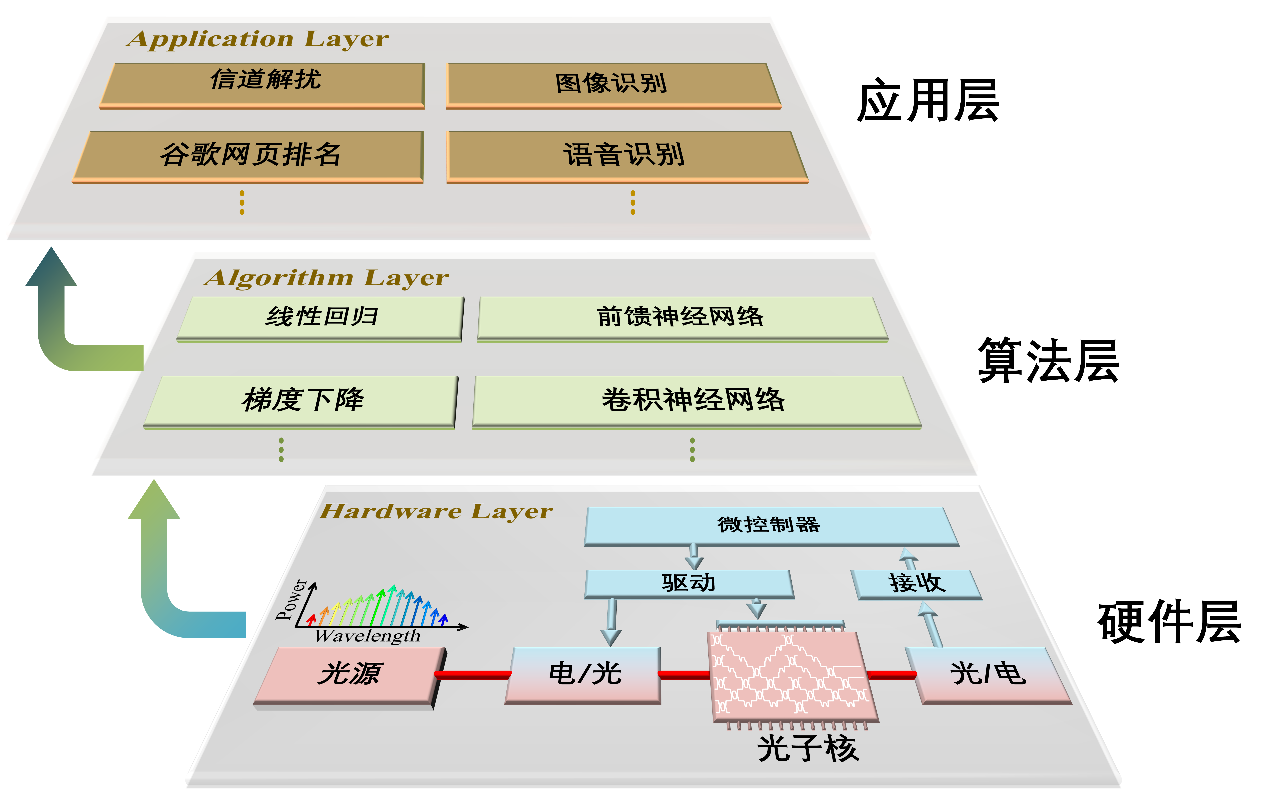 Application Layer
信道解扰
图像识别
应用层
谷歌网页排名
语音识别
Algorithm Layer
线性回归
前馈神经网络
算法层
梯度下降
卷积神经网络
Hardware Layer
微控制器
驱动
接收
Power
Wavelength
硬件层
光源
电/光
光/电
光子核